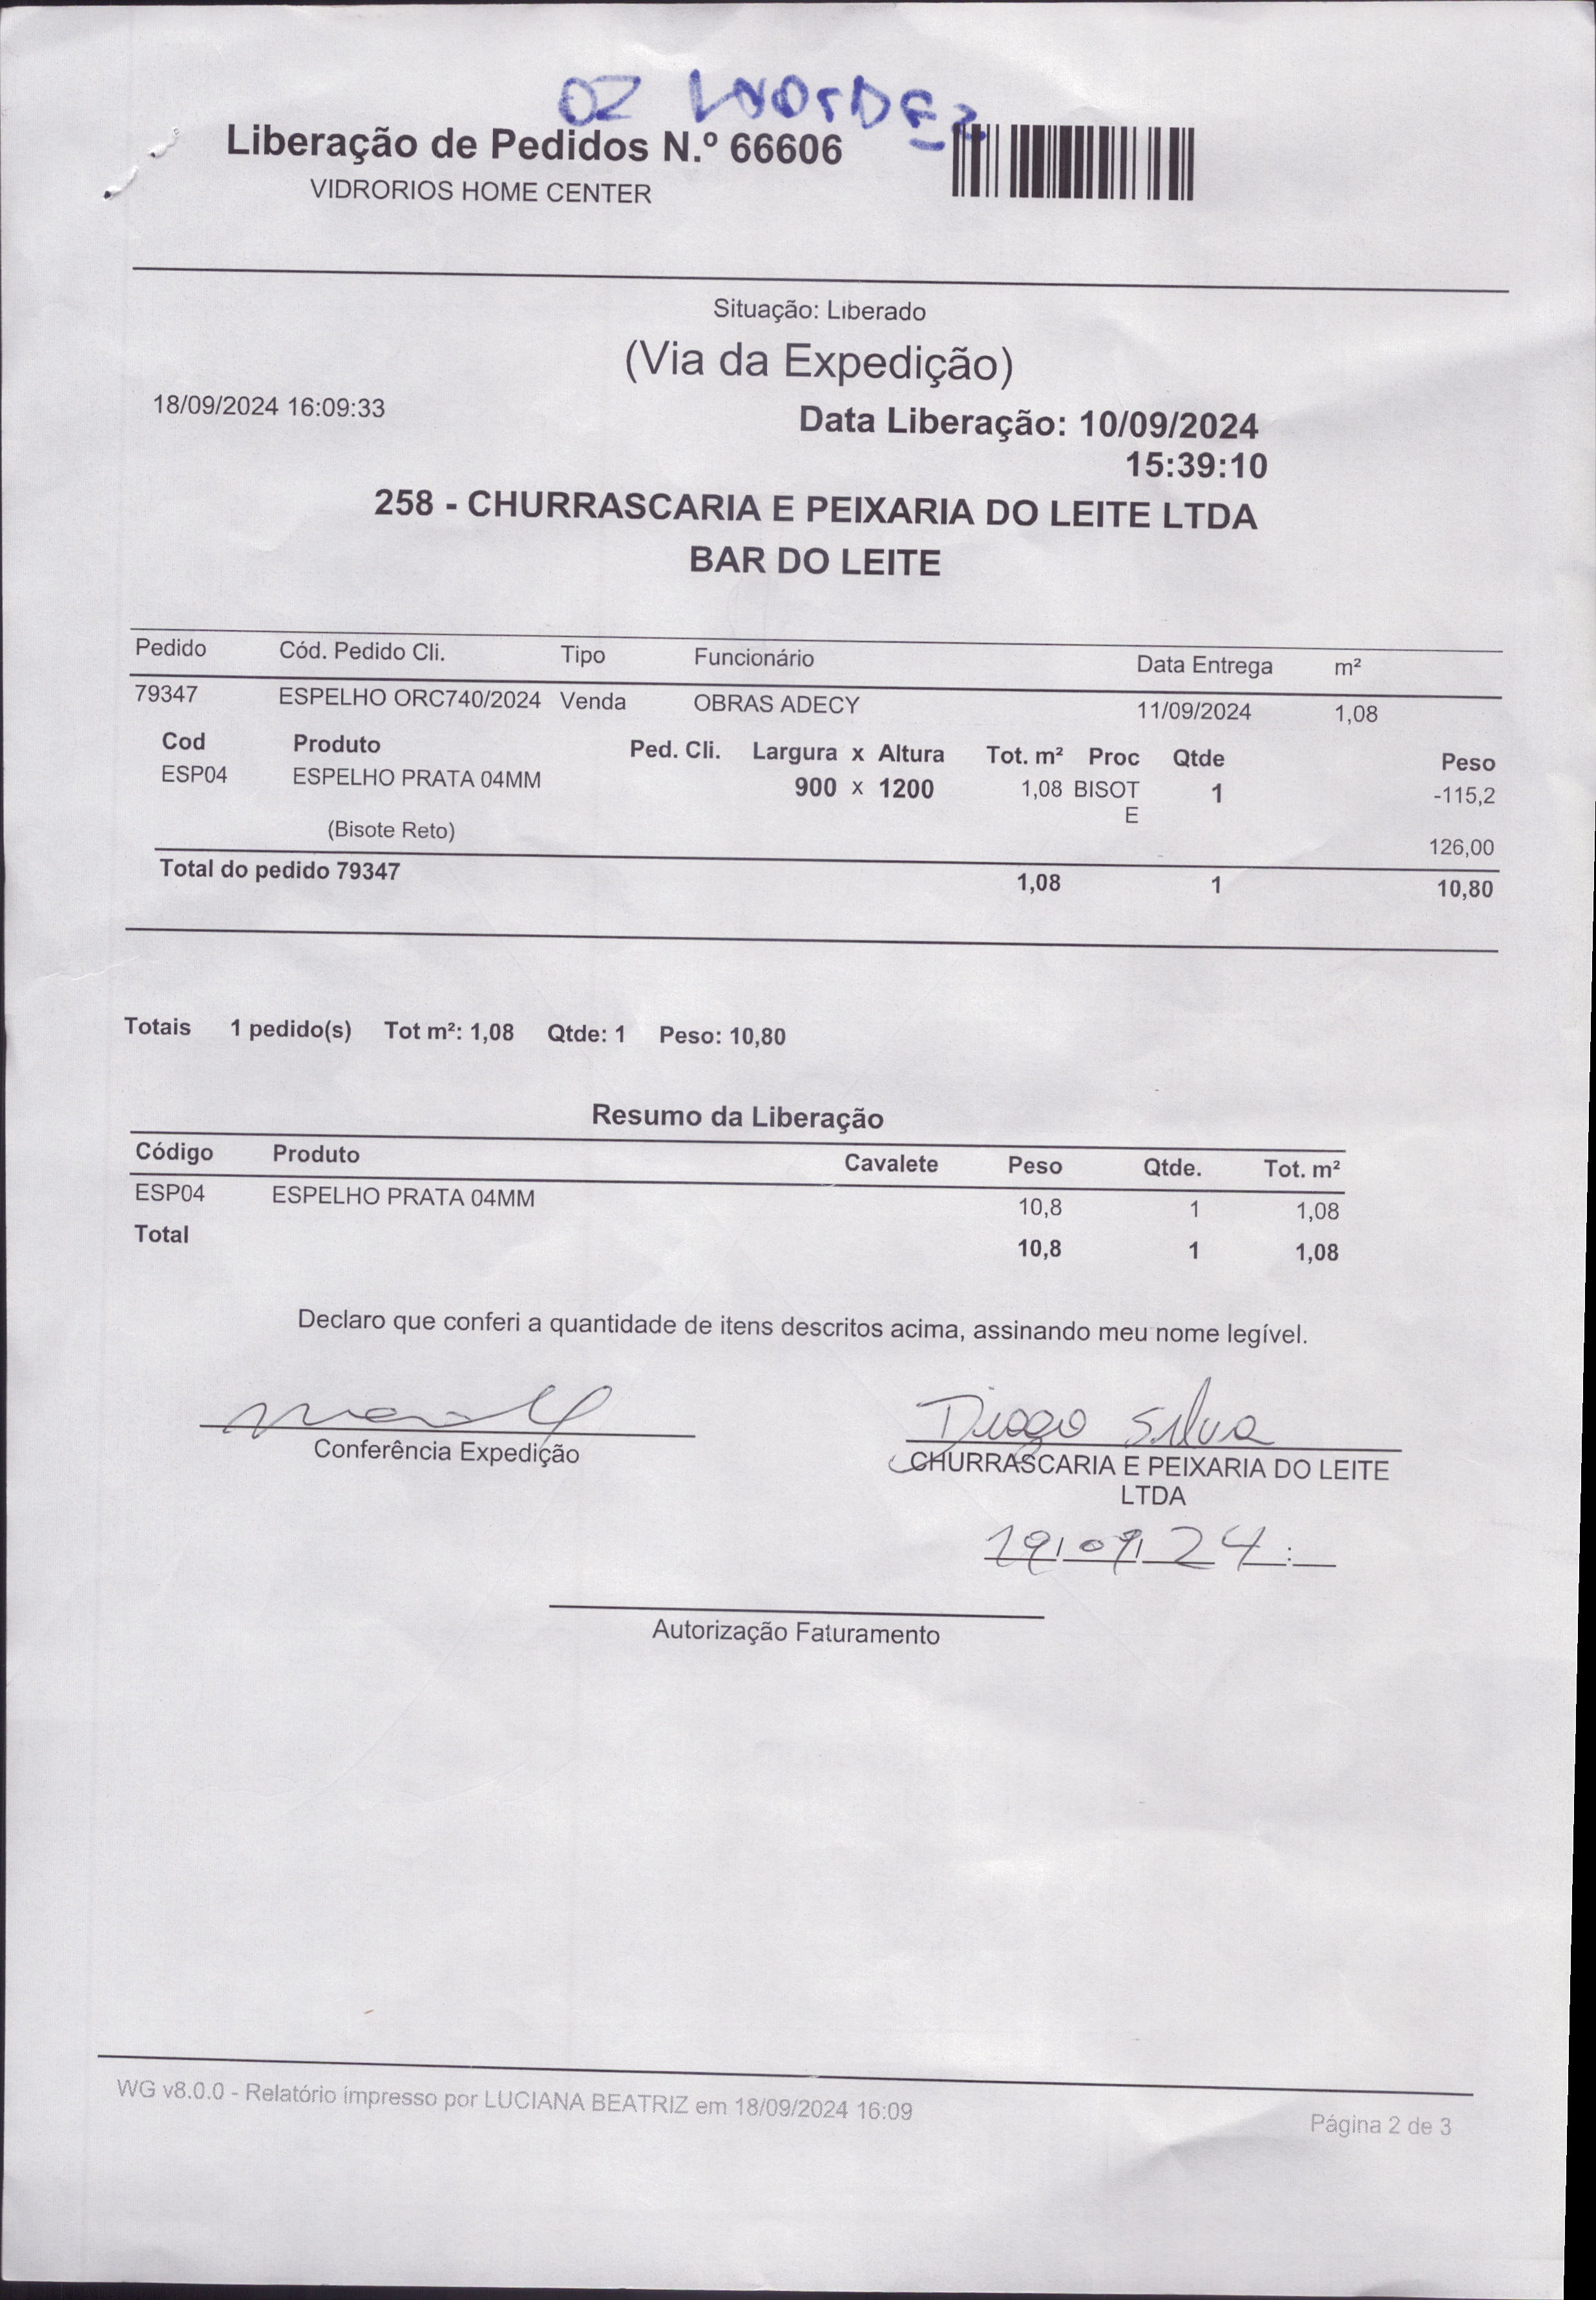 OZ
Liberação de Pedidos N.º 66606
VIDRORIOS HOME CENTER
Situação: Liberado
(Via da Expedição)
18/09/2024 16:09:33
Data Liberação: 10/09/2024
15:39:10
258 - CHURRASCARIA E PEIXARIA DO LEITE LTDA
BAR DO LEITE
Pedido Cód. Pedido Cli. Tipo Funcionário Data Entrega m²
79347 ESPELHO ORC740/2024 Venda OBRAS ADECY 11/09/2024 1,08
Cod Produto Ped. Cli. Largura x Altura Tot. m² Proc Qtde Peso
ESP04 ESPELHO PRATA 04MM 900 x 1200 1,08 BISOT 1 -115,2
E
(Bisote Reto) 126,00
Total do pedido 79347 1,08 1 10,80
Totais 1 pedido(s) Tot m²: 1,08 Qtde: 1 Peso: 10,80
Resumo da Liberação
Código Produto Cavalete Peso Qtde. Tot. m²
ESP04 ESPELHO PRATA 04MM 10,8 1 1,08
Total 10,8 1 1,08
Declaro que conferi a quantidade de itens descritos acima, assinando meu nome legível.
Diogo Silva
Conferência Expedição
CHURRASCARIA E PEIXARIA DO LEITE
LTDA
19/09/24 :
Autorização Faturamento
WG v8.0.0 - Relatório impresso por LUCIANA BEATRIZ em 18/09/2024 16:09
Página 2 de 3